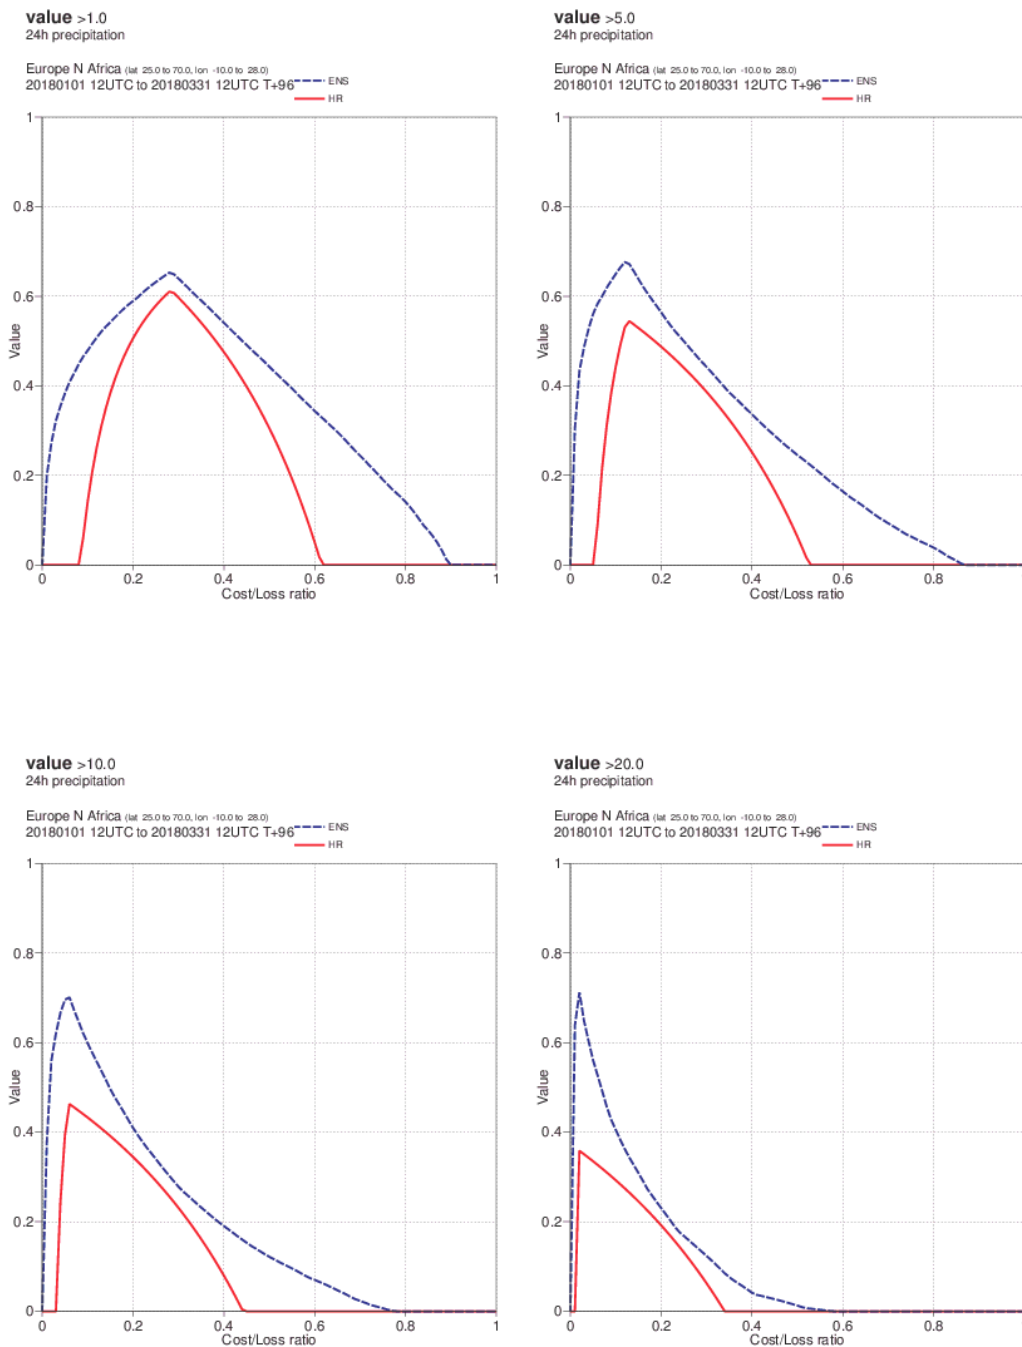 value >1.0
24h precipitation
Europe N Africa (lat 25.0 to 70.0, lon -10.0 to 28.0)
20180101 12UTC to 20180331 12UTC T+96
ENS
HR
1
0.8
0.6
0.4
0.2
0
Value
0 0.2 0.4 0.6 0.8 1
Cost/Loss ratio
value >5.0
24h precipitation
Europe N Africa (lat 25.0 to 70.0, lon -10.0 to 28.0)
20180101 12UTC to 20180331 12UTC T+96
ENS
HR
1
0.8
0.6
0.4
0.2
0
Value
0 0.2 0.4 0.6 0.8
Cost/Loss ratio
value >10.0
24h precipitation
Europe N Africa (lat 25.0 to 70.0, lon -10.0 to 28.0)
20180101 12UTC to 20180331 12UTC T+96
ENS
HR
1
0.8
0.6
0.4
0.2
0
Value
0 0.2 0.4 0.6 0.8 1
Cost/Loss ratio
value >20.0
24h precipitation
Europe N Africa (lat 25.0 to 70.0, lon -10.0 to 28.0)
20180101 12UTC to 20180331 12UTC T+96
ENS
HR
1
0.8
0.6
0.4
0.2
0
Value
0 0.2 0.4 0.6 0.8
Cost/Loss ratio